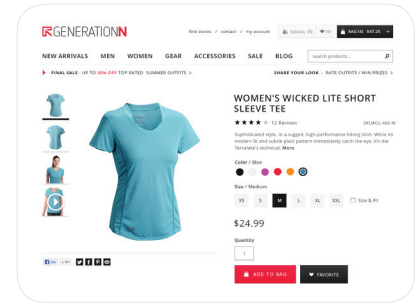 REGENERATIONN
find stores / contact / my account
SOCIAL (8)
BAG (4) $47.25
NEW ARRIVALS MEN WOMEN GEAR ACCESSORIES SALE BLOG
search products...
FINAL SALE - UP TO 50% OFF TOP RATED SUMMER OUTFITS >
SHARE YOUR LOOK - RATE OUTFITS / WIN PRIZES >
WOMEN'S WICKED LITE SHORT
SLEEVE TEE
12 Reviews
Sophisticated style, in a rugged, high-performance hiking shirt. While its
modern fit and subtle plaid pattern immediately catch the eye, it's the
technical. More
Color / Blue
Size / Medium
XS S M L XL XXL Size & Fit
$24.99
Quantity
1
ADD TO BAG
FAVORITE